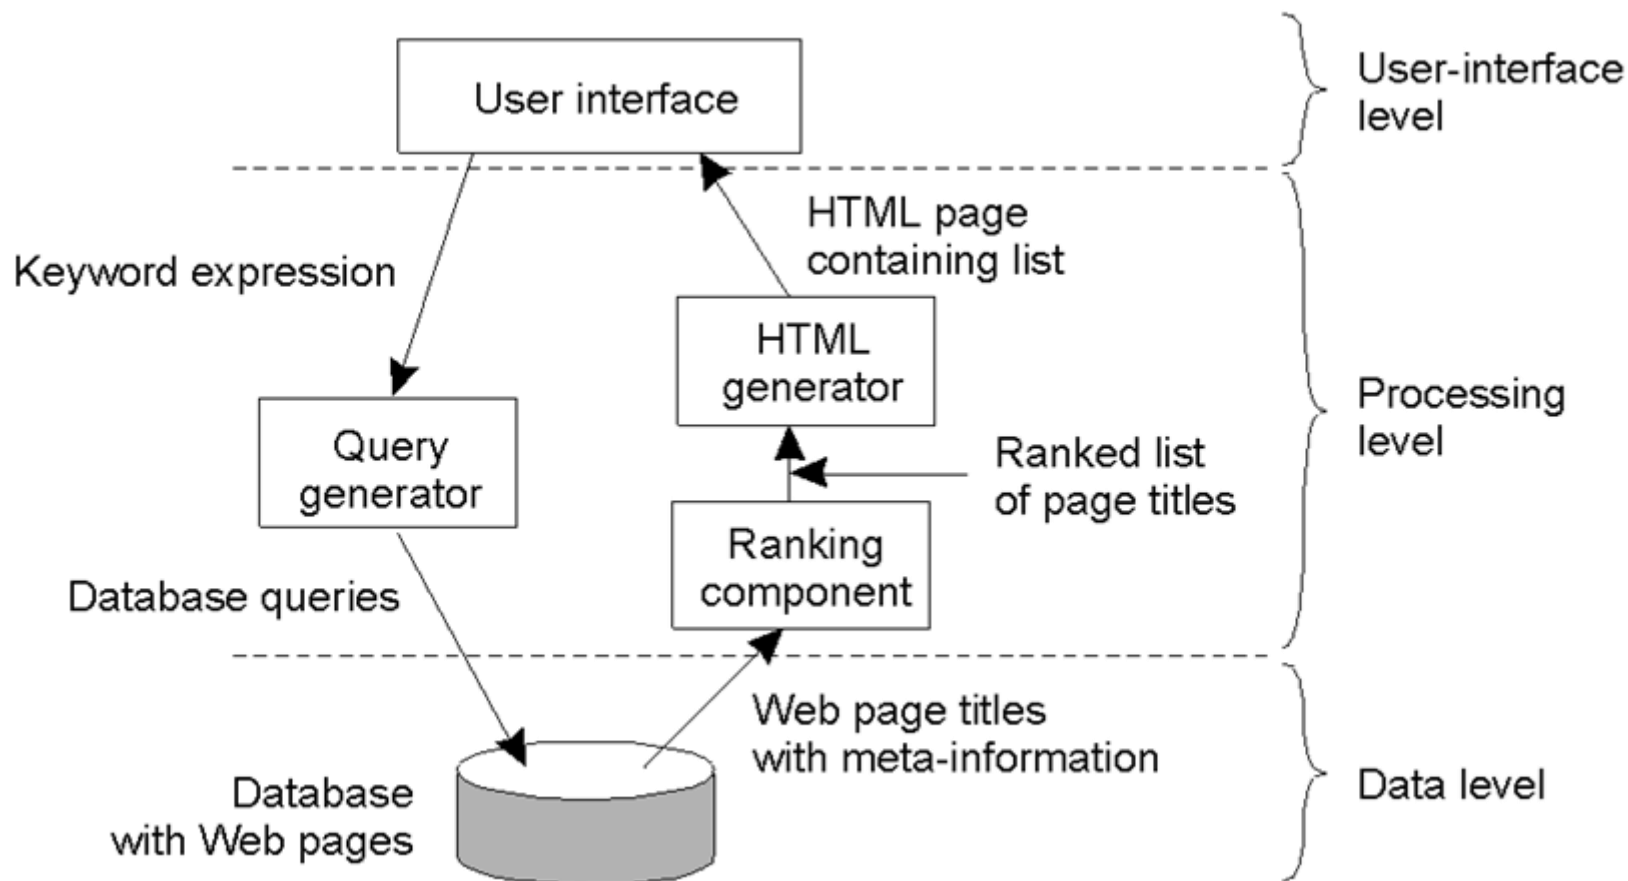 User interface
User-interface
level
HTML page
containing list
Keyword expression
HTML
generator
Processing
level
Query
generator
Ranked list
of page titles
Ranking
component
Database queries
Web page titles
with meta-information
Database
with Web pages
Data level